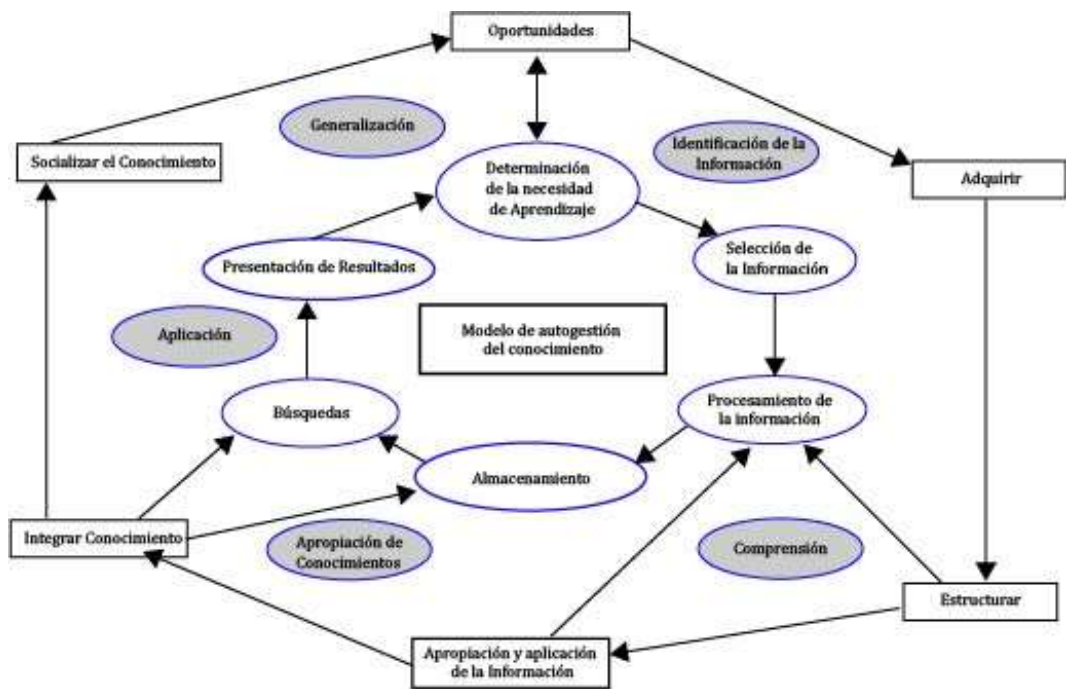 Oportunidades
Generalización
Identificación de la
Información
Socializar el Conocimiento
Determinación
de la necesidad
de Aprendizaje
Adquirir
Selección de
la Información
Presentación de Resultados
Aplicación
Modelo de autogestión
del conocimiento
Búsquedas
Procesamiento de
la información
Almacenamiento
Integrar Conocimiento
Apropiación de
Conocimientos
Comprensión
Estructurar
Apropiación y aplicación
de la Información